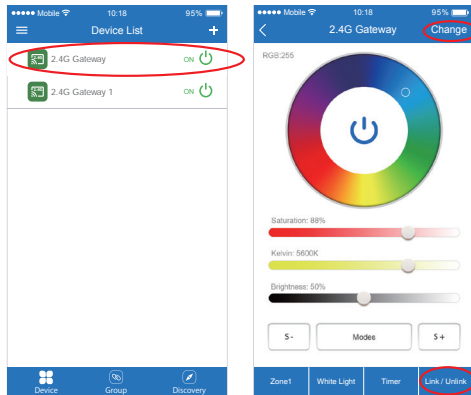 Mobile 10:18 95%
Device List +
2.4G Gateway ON
2.4G Gateway 1 ON
Device Group Discovery
Mobile 10:18 95%
2.4G Gateway Change
RGB:255
Saturation: 88%
Kelvin: 5600K
Brightness: 50%
S - Modes S +
Zone1 White Light Timer Link / Unlink